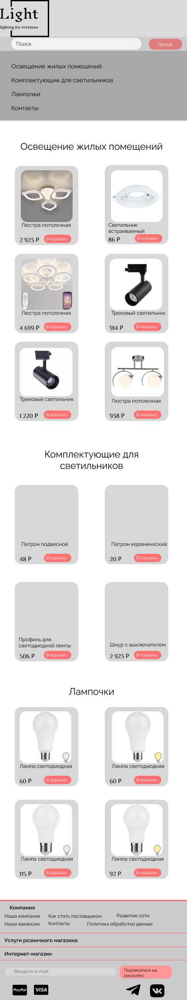 Light
lighting for everyone
Поиск
Поиск
Освещение жилых помещений
Комплектующие для светильников
Лампочки
Контакты
Освещение жилых помещений
Люстра потолочная
2 923 Р
В корзину
Светильник
встраиваемый
86 Р
В корзину
Люстра потолочная
4 699 Р
В корзину
Трековый светильник
914 Р
В корзину
Трековый светильник
1 220 Р
В корзину
Люстра потолочная
938 Р
В корзину
Комплектующие для
светильников
Патрон подвесной
48 Р
В корзину
Патрон керамический
20 Р
В корзину
Профиль для
светодиодной ленты
506 Р
В корзину
Шнур с выключателем
2 923 Р
В корзину
Лампочки
Лампа светодиодная
60 Р
В корзину
Лампа светодиодная
60 Р
В корзину
Лампа светодиодная
115 Р
В корзину
Лампа светодиодная
92 Р
В корзину
Компания
Наша компания
Как стать поставщиком
Развитие сети
Наши вакансии
Контакты
Политика обработки данных
Услуги розничного магазина
Интернет-магазин
Введите e-mail
Подписаться на
рассылку
PayPal
VISA